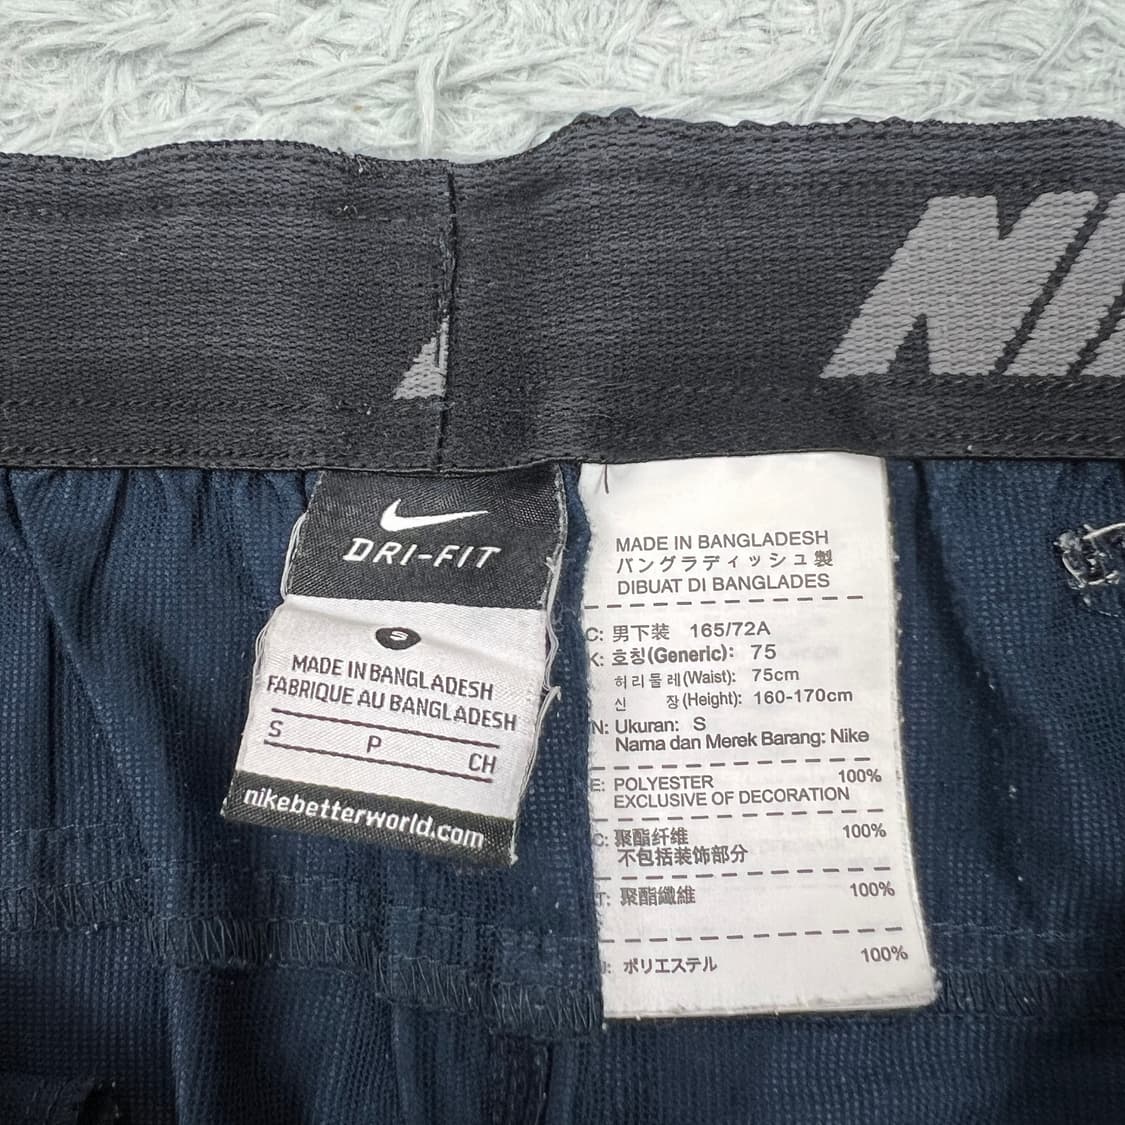 NI
DRI-FIT
S
MADE IN BANGLADESH
FABRIQUE AU BANGLADESH
S P CH
nikebetterworld.com
MADE IN BANGLADESH
バングラディッシュ製
DIBUAT DI BANGLADES
C: 男下装 165/72A
K: 호칭(Generic): 75
허리둘레(Waist): 75cm
신 장(Height): 160-170cm
N: Ukuran: S
Nama dan Merek Barang: Nike
E: POLYESTER 100%
EXCLUSIVE OF DECORATION
C: 聚酯纤维 100%
不包括装饰部分
T: 聚酯纖維 100%
ポリエステル 100%